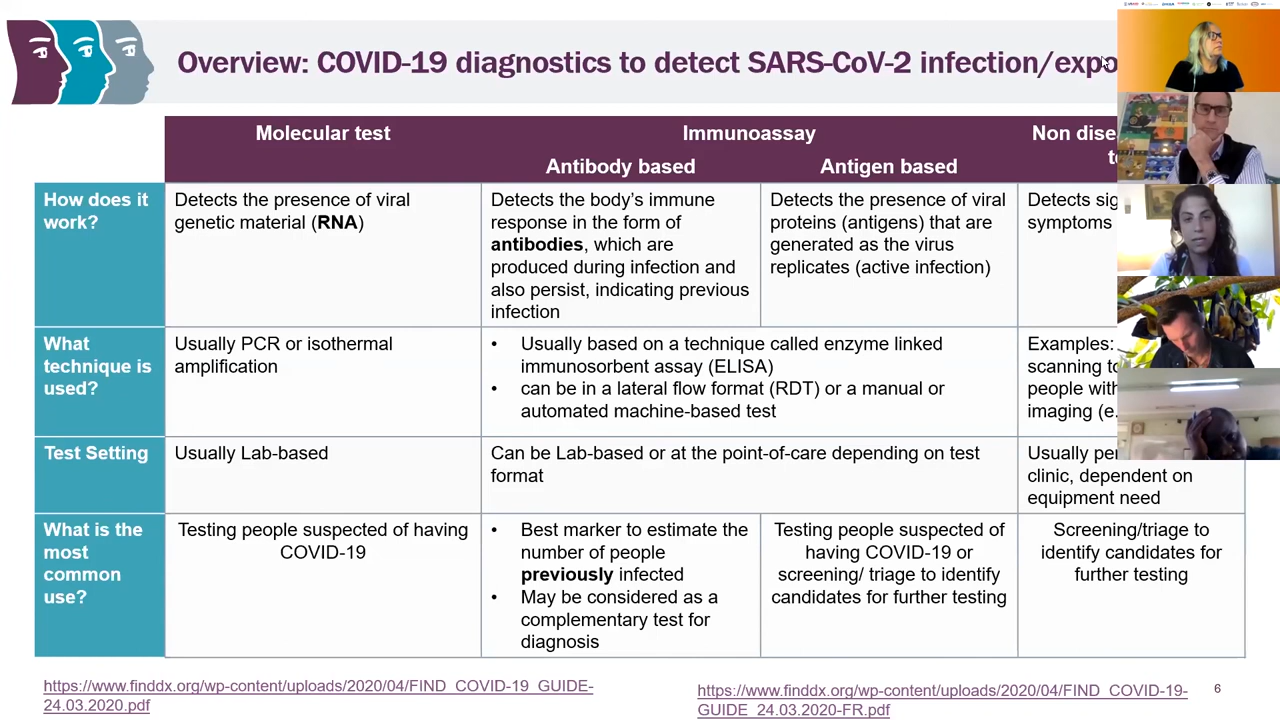 Overview: COVID-19 diagnostics to detect SARS-CoV-2 infection/expo
Molecular test
Immunoassay
Non
Antibody based
Antigen based
How does it
work?
Detects the presence of viral
genetic material (RNA)
Detects the body's immune
response in the form of
antibodies, which are
produced during infection and
also persist, indicating previous
infection
Detects the presence of viral
proteins (antigens) that are
generated as the virus
replicates (active infection)
Detects
symptoms
What
technique is
used?
Usually PCR or isothermal
amplification
• Usually based on a technique called enzyme linked
immunosorbent assay (ELISA)
• can be in a lateral flow format (RDT) or a manual or
automated machine-based test
Examples:
scanning
people
imaging (e.
Test Setting
Usually Lab-based
Can be Lab-based or at the point-of-care depending on test
format
Usually
clinic, dependent on
equipment need
What is the
most
common
use?
Testing people suspected of having
COVID-19
• Best marker to estimate the
number of people
previously infected
• May be considered as a
complementary test for
diagnosis
Testing people suspected of
having COVID-19 or
screening/ triage to identify
candidates for further testing
Screening/triage to
identify candidates for
further testing
https://www.finddx.org/wp-content/uploads/2020/04/FIND_COVID-19_GUIDE-
24.03.2020.pdf
https://www.finddx.org/wp-content/uploads/2020/04/FIND_COVID-19-
GUIDE_24.03.2020-FR.pdf
6